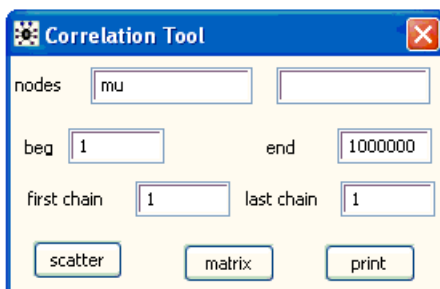 Correlation Tool
nodes mu
beg 1 end 1000000
first chain 1 last chain 1
scatter matrix print